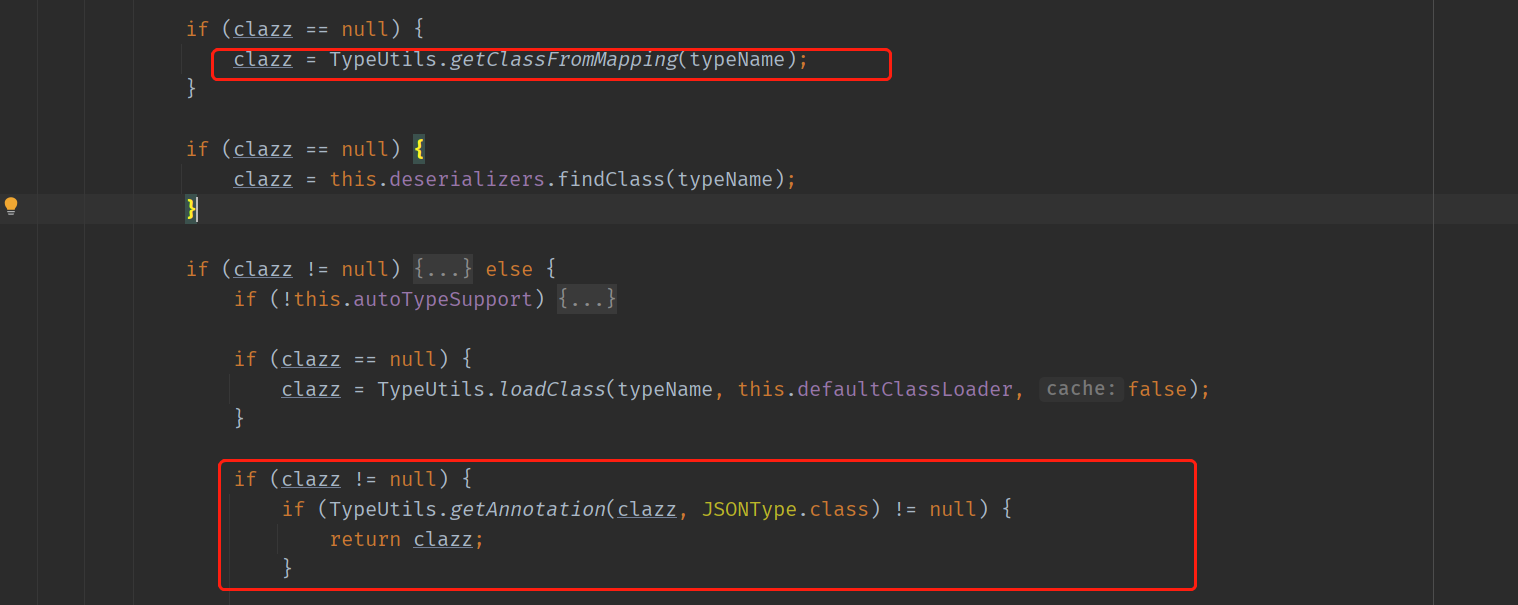 if (clazz == null) {
clazz = TypeUtils.getClassFromMapping(typeName);
}
if (clazz == null) {
clazz = this.deserializers.findClass(typeName);
}
if (clazz != null) {...} else {
if (!this.autoTypeSupport) {...}
if (clazz == null) {
clazz = TypeUtils.loadClass(typeName, this.defaultClassLoader, cache: false);
}
if (clazz != null) {
if (TypeUtils.getAnnotation(clazz, JSONType.class) != null) {
return clazz;
}